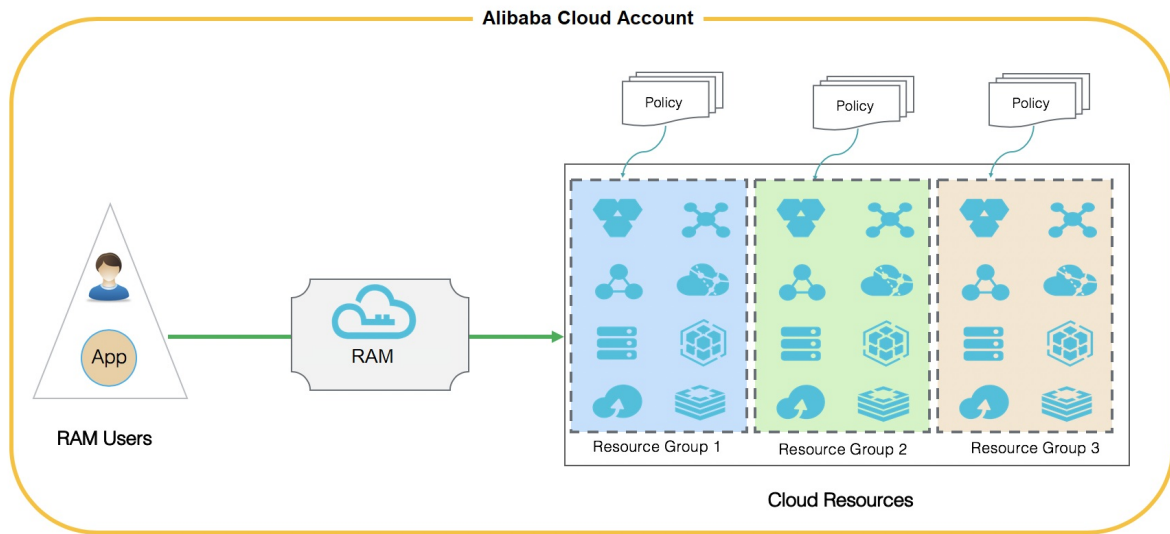 Alibaba Cloud Account
Policy
Policy
Policy
App
RAM
RAM Users
Resource Group 1
Resource Group 2
Resource Group 3
Cloud Resources